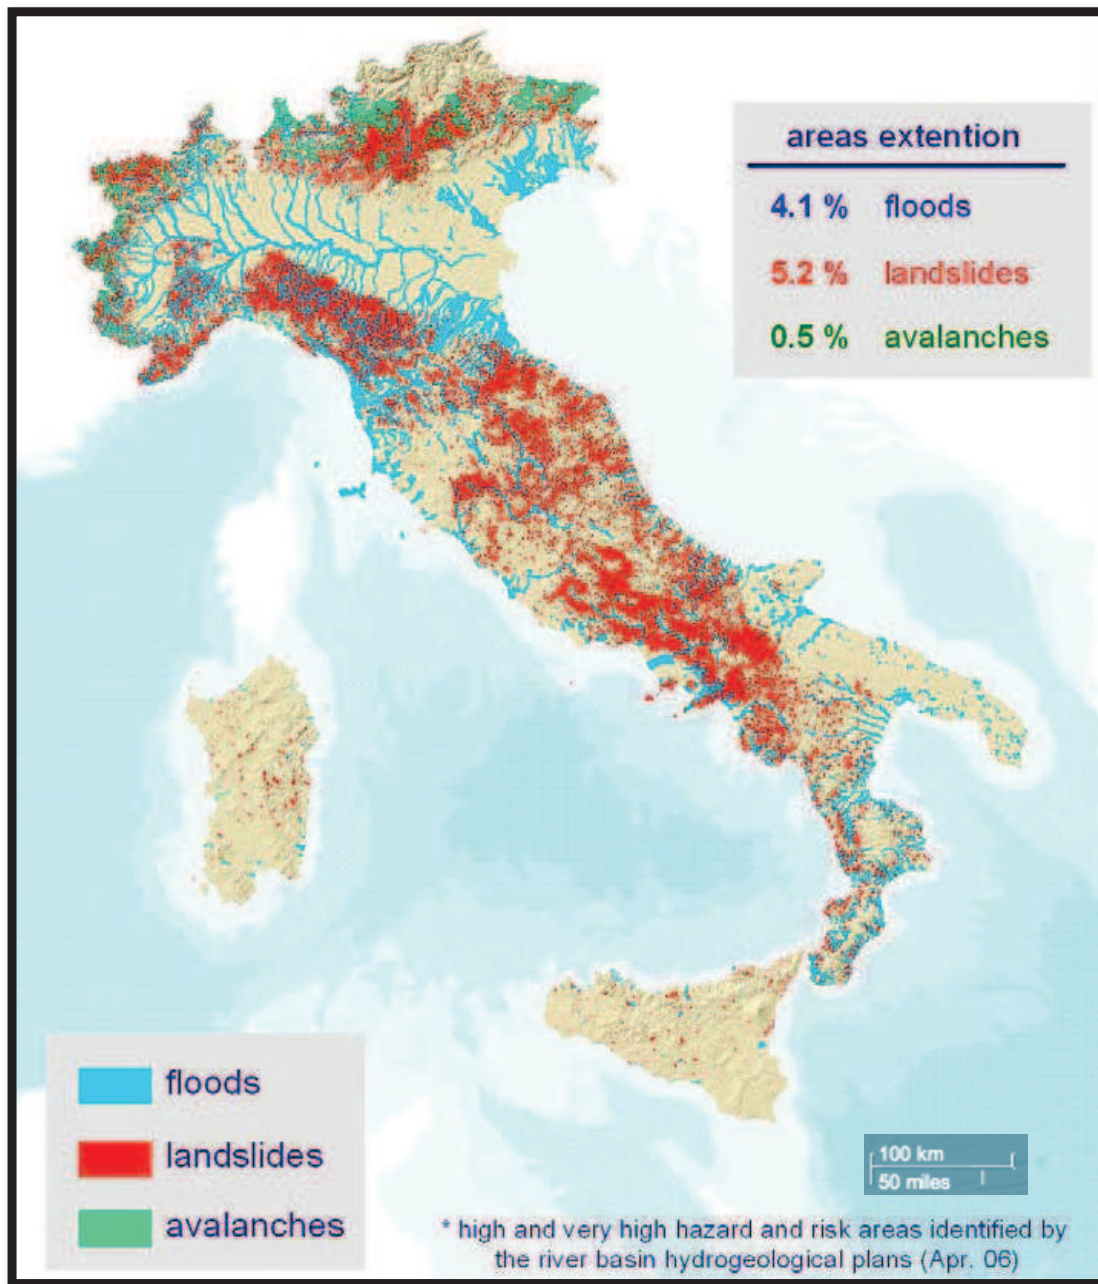 areas extention
4.1 % floods
5.2 % landslides
0.5 % avalanches
floods
landslides
avalanches
100 km
50 miles
* high and very high hazard and risk areas identified by
the river basin hydrogeological plans (Apr. 06)